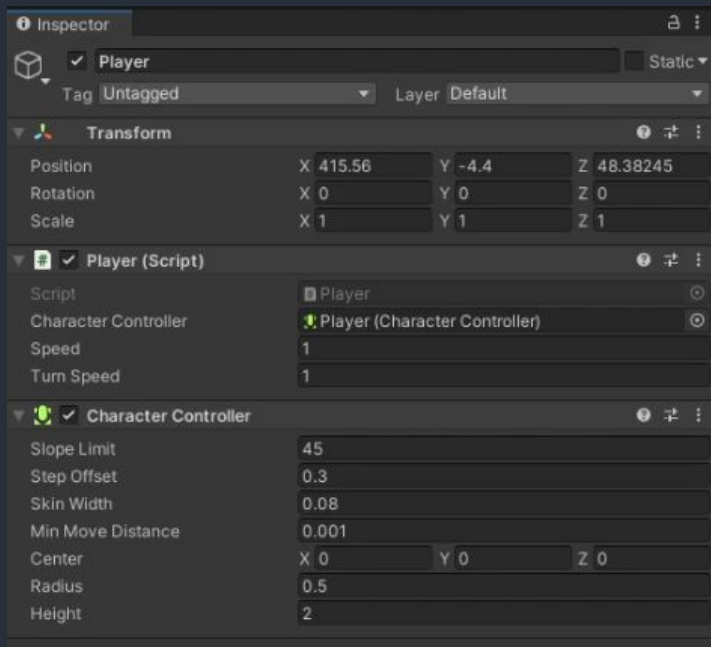 Inspector
Player Static
Tag Untagged Layer Default
Transform
Position X 415.56 Y -4.4 Z 48.38245
Rotation X 0 Y 0 Z 0
Scale X 1 Y 1 Z 1
# Player (Script)
Script Player
Character Controller Player (Character Controller)
Speed 1
Turn Speed 1
Character Controller
Slope Limit 45
Step Offset 0.3
Skin Width 0.08
Min Move Distance 0.001
Center X 0 Y 0 Z 0
Radius 0.5
Height 2